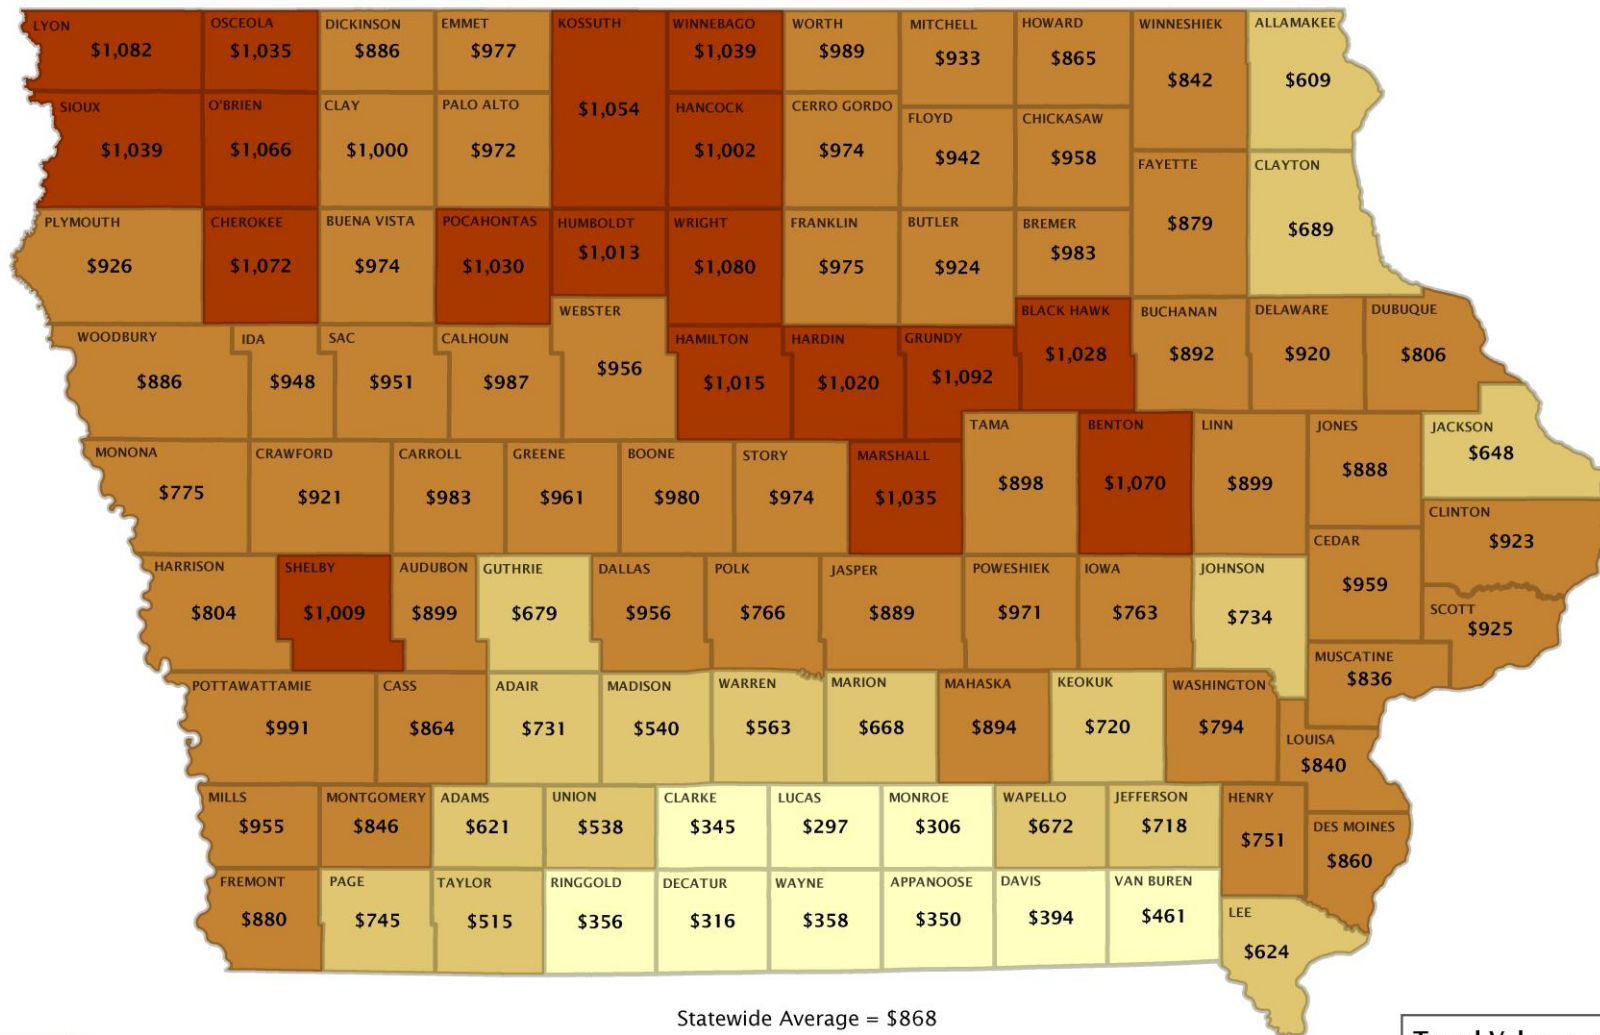 LYON
$1,082
OSCEOLA
$1,035
DICKINSON
$886
EMMET
$977
KOSSUTH
$1,054
WINNEBAGO
$1,039
WORTH
$989
MITCHELL
$933
HOWARD
$865
WINNESHIEK
$842
ALLAMAKEE
$609
SIOUX
$1,039
O'BRIEN
$1,066
CLAY
$1,000
PALO ALTO
$972
HANCOCK
$1,002
CERRO GORDO
$974
FLOYD
$942
CHICKASAW
$958
FAYETTE
$879
CLAYTON
$689
PLYMOUTH
$926
CHEROKEE
$1,072
BUENA VISTA
$974
POCAHONTAS
$1,030
HUMBOLDT
$1,013
WRIGHT
$1,080
FRANKLIN
$975
BUTLER
$924
BREMER
$983
WOODBURY
$886
IDA
$948
SAC
$951
CALHOUN
$987
WEBSTER
$956
HAMILTON
$1,015
HARDIN
$1,020
GRUNDY
$1,092
BLACK HAWK
$1,028
BUCHANAN
$892
DELAWARE
$920
DUBUQUE
$806
MONONA
$775
CRAWFORD
$921
CARROLL
$983
GREENE
$961
BOONE
$980
STORY
$974
MARSHALL
$1,035
TAMA
$898
BENTON
$1,070
LINN
$899
JONES
$888
JACKSON
$648
CLINTON
$923
HARRISON
$804
SHELBY
$1,009
AUDUBON
$899
GUTHRIE
$679
DALLAS
$956
POLK
$766
JASPER
$889
POWESHIEK
$971
IOWA
$763
JOHNSON
$734
CEDAR
$959
SCOTT
$925
MUSCATINE
$836
POTTAWATTAMIE
$991
CASS
$864
ADAIR
$731
MADISON
$540
WARREN
$563
MARION
$668
MAHASKA
$894
KEOKUK
$720
WASHINGTON
$794
LOUISA
$840
MILLS
$955
MONTGOMERY
$846
ADAMS
$621
UNION
$538
CLARKE
$345
LUCAS
$297
MONROE
$306
WAPELLO
$672
JEFFERSON
$718
HENRY
$751
DES MOINES
$860
FREMONT
$880
PAGE
$745
TAYLOR
$515
RINGGOLD
$356
DECATUR
$316
WAYNE
$358
APPANOOSE
$350
DAVIS
$394
VAN BUREN
$461
LEE
$624
Statewide Average = $868